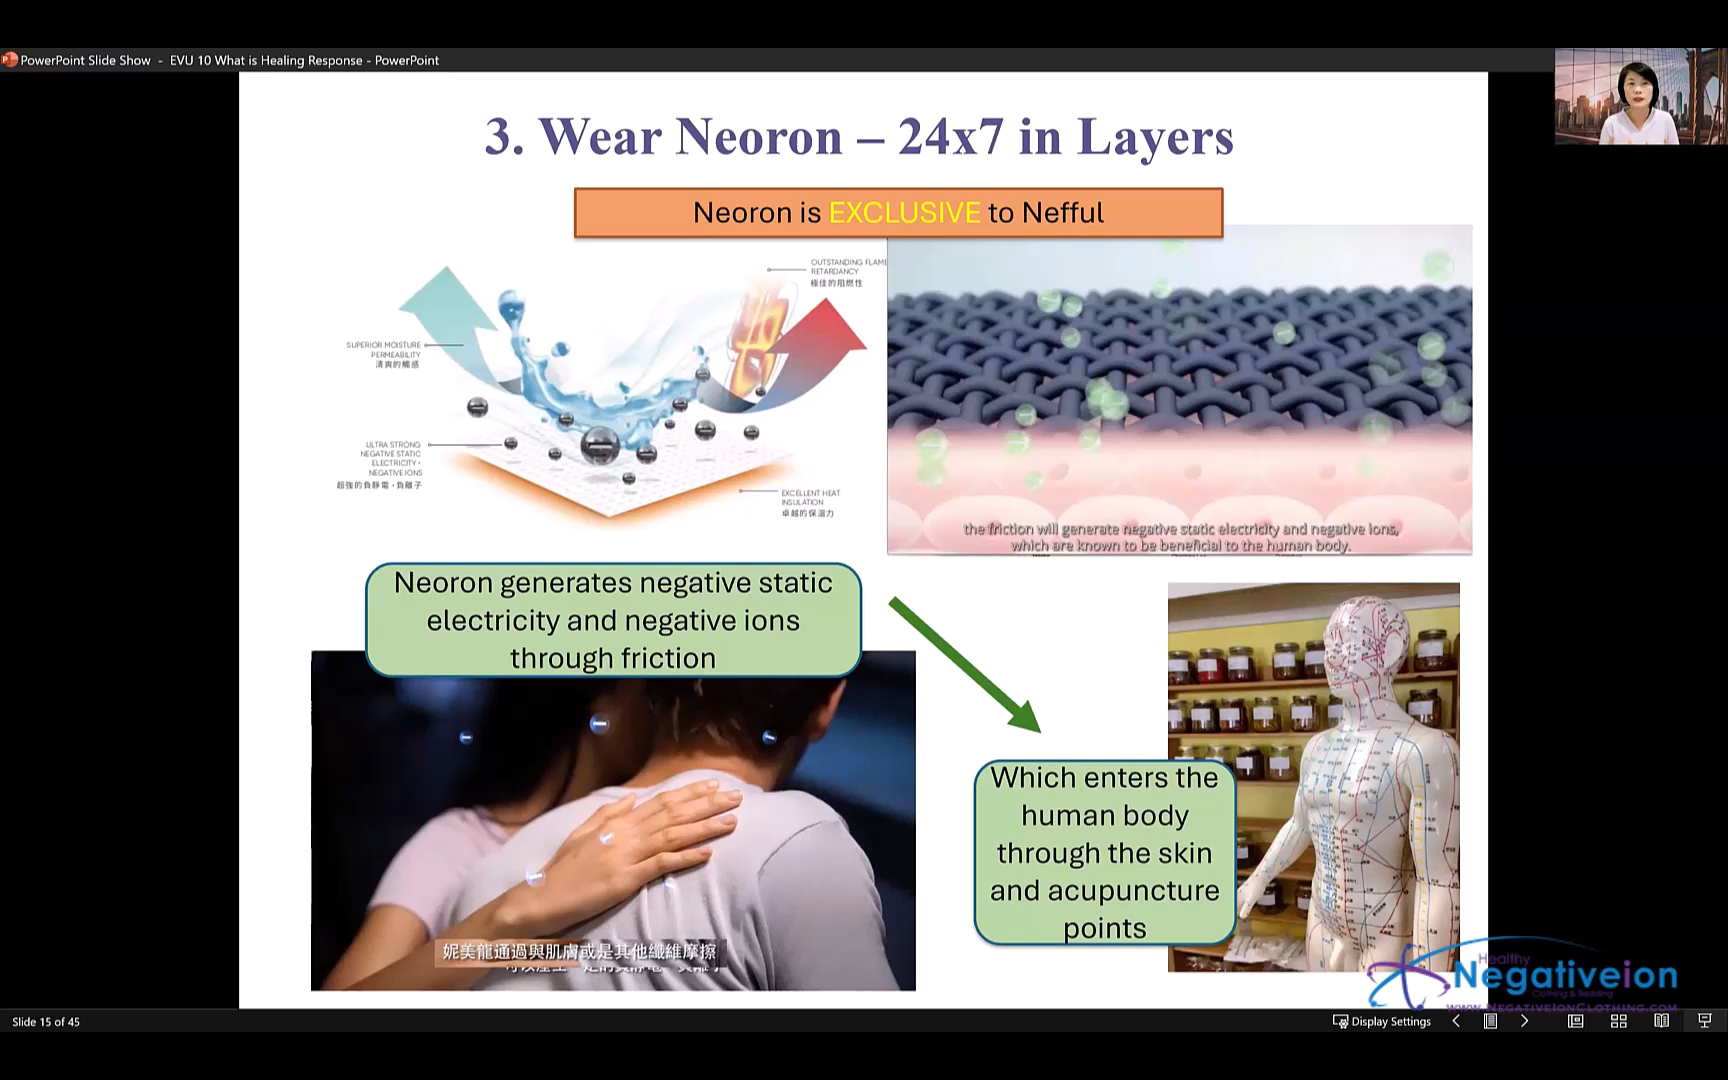 PowerPoint Slide Show - EVU 10 What is Healing Response - PowerPoint
3. Wear Neoron – 24x7 in Layers
Neoron is EXCLUSIVE to Nefful
OUTSTANDING FLAME
RETARDANCY
極佳的阻燃性
SUPERIOR MOISTURE
PERMEABILITY
清爽的觸感
ULTRA STRONG
NEGATIVE STATIC
ELECTRICITY・
NEGATIVE IONS
超強的負靜電・負離子
EXCELLENT HEAT
INSULATION
卓越的保溫力
the friction will generate negative static electricity and negative ions,
which are known to be beneficial to the human body.
Neoron generates negative static
electricity and negative ions
through friction
Which enters the
human body
through the skin
and acupuncture
points
妮美龍通過與肌膚或是其他纖維摩擦
Healthy
Negativeion
Clothing & Bedding
www.NegativeIonClothing.com
Slide 15 of 45
Display Settings